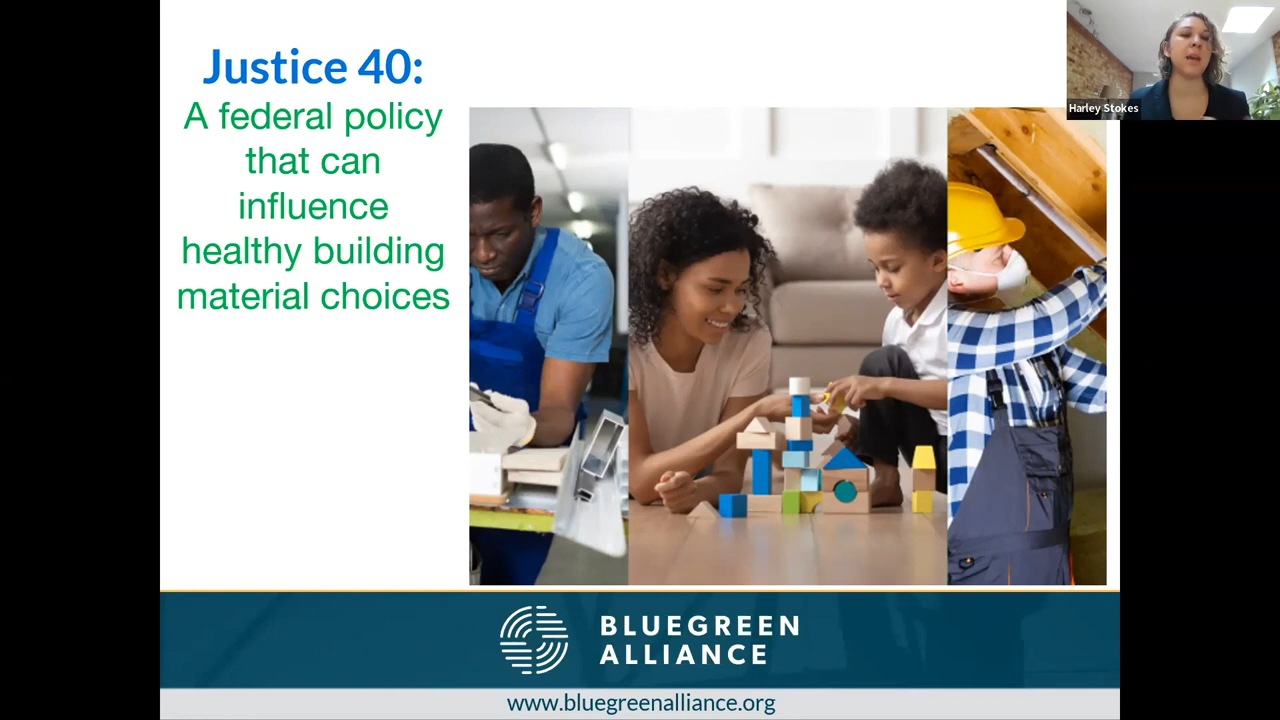 Justice 40:
A federal policy
that can
influence
healthy building
material choices
Harley Stokes
BLUEGREEN
ALLIANCE
www.bluegreenalliance.org